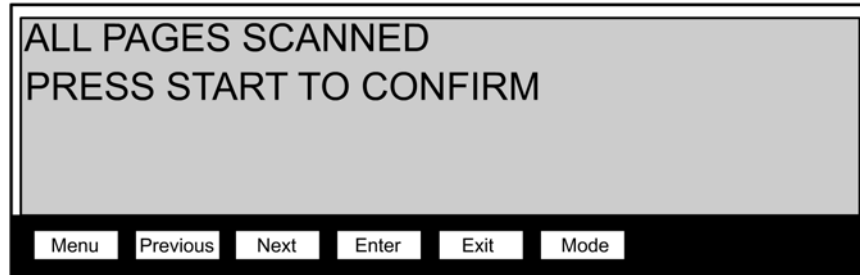 ALL PAGES SCANNED
PRESS START TO CONFIRM
Menu Previous Next Enter Exit Mode